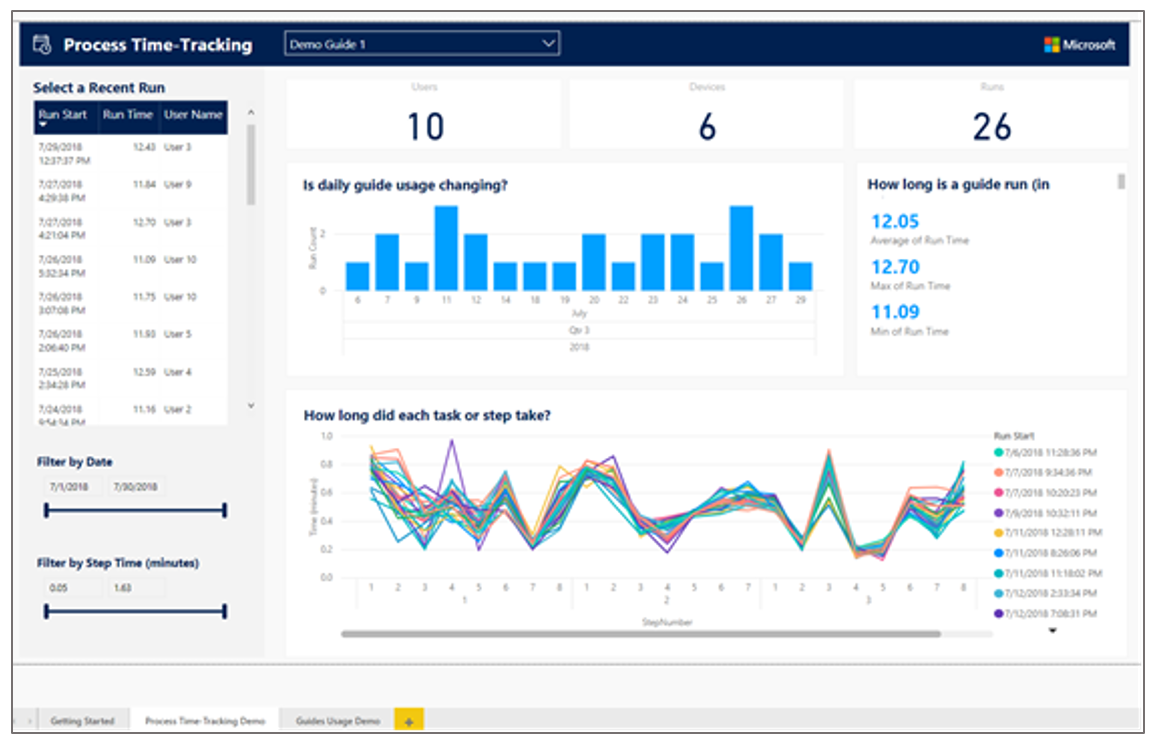 Process Time-Tracking
Demo Guide 1
Microsoft
Select a Recent Run
Run Start Run Time User Name
7/29/2018 12.43 User 3
12:37:37 PM
7/27/2018 11.84 User 9
4:29:38 PM
7/27/2018 12.70 User 3
4:21:04 PM
7/26/2018 11.09 User 10
5:32:34 PM
7/26/2018 11.75 User 10
3:07:08 PM
7/26/2018 11.93 User 5
2:06:40 PM
7/25/2018 12.59 User 4
2:34:28 PM
7/24/2018 11.16 User 2
9:54:34 PM
Filter by Date
7/1/2018 7/30/2018
Filter by Step Time (minutes)
0.05 1.63
Users
10
Devices
6
Runs
26
Is daily guide usage changing?
Run Count
2
0
6 7 9 11 12 14 18 19 20 22 23 24 25 26 27 29
July
Qtr 3
2018
How long is a guide run (in
12.05
Average of Run Time
12.70
Max of Run Time
11.09
Min of Run Time
How long did each task or step take?
Time (minutes)
1.0
0.8
0.6
0.4
0.2
0.0
1 2 3 4 5 6 7 8 1 2 3 4 5 6 7 1 2 3 4 5 6 7 8
1 2 3
StepNumber
Run Start
7/6/2018 11:28:36 PM
7/7/2018 9:34:36 PM
7/7/2018 10:20:23 PM
7/9/2018 10:32:11 PM
7/11/2018 12:28:11 PM
7/11/2018 8:26:06 PM
7/11/2018 11:18:02 PM
7/12/2018 2:33:34 PM
7/12/2018 7:08:31 PM
Getting Started
Process Time-Tracking Demo
Guides Usage Demo
+